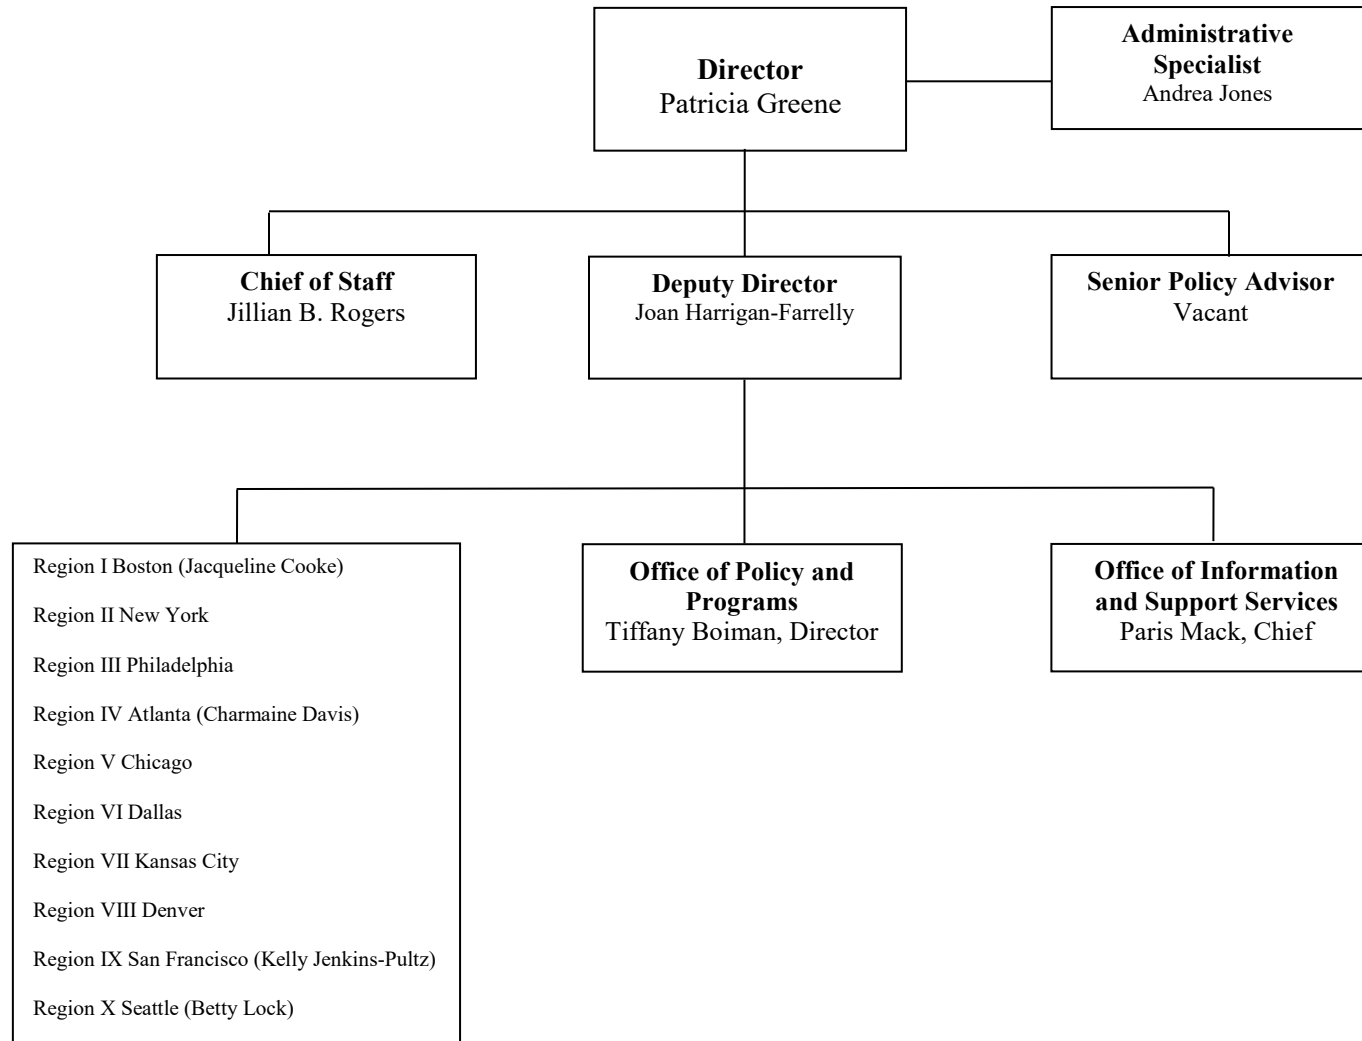 Director
Patricia Greene
Administrative
Specialist
Andrea Jones
Chief of Staff
Jillian B. Rogers
Deputy Director
Joan Harrigan-Farrelly
Senior Policy Advisor
Vacant
Region I Boston (Jacqueline Cooke)
Region II New York
Region III Philadelphia
Region IV Atlanta (Charmaine Davis)
Region V Chicago
Region VI Dallas
Region VII Kansas City
Region VIII Denver
Region IX San Francisco (Kelly Jenkins-Pultz)
Region X Seattle (Betty Lock)
Office of Policy and
Programs
Tiffany Boiman, Director
Office of Information
and Support Services
Paris Mack, Chief